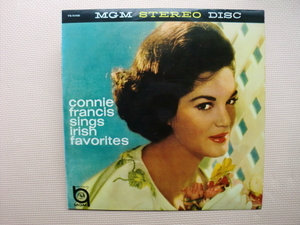 MGM STEREO DISC
connie
francis
sings
irish
favorites